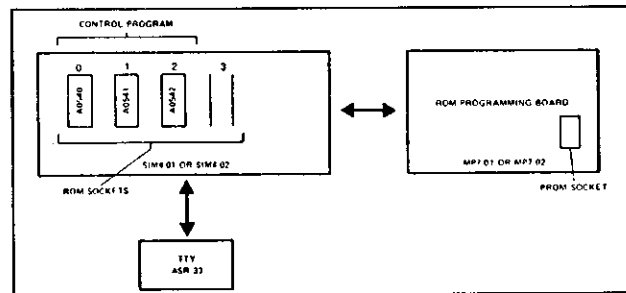 CONTROL PROGRAM
0 1 2 3
A0540 A0541 A0542
ROM SOCKETS
SIM4-01 OR SIM4-02
ROM PROGRAMMING BOARD
MP7-01 OR MP7-02
PROM SOCKET
TTY
ASR 33